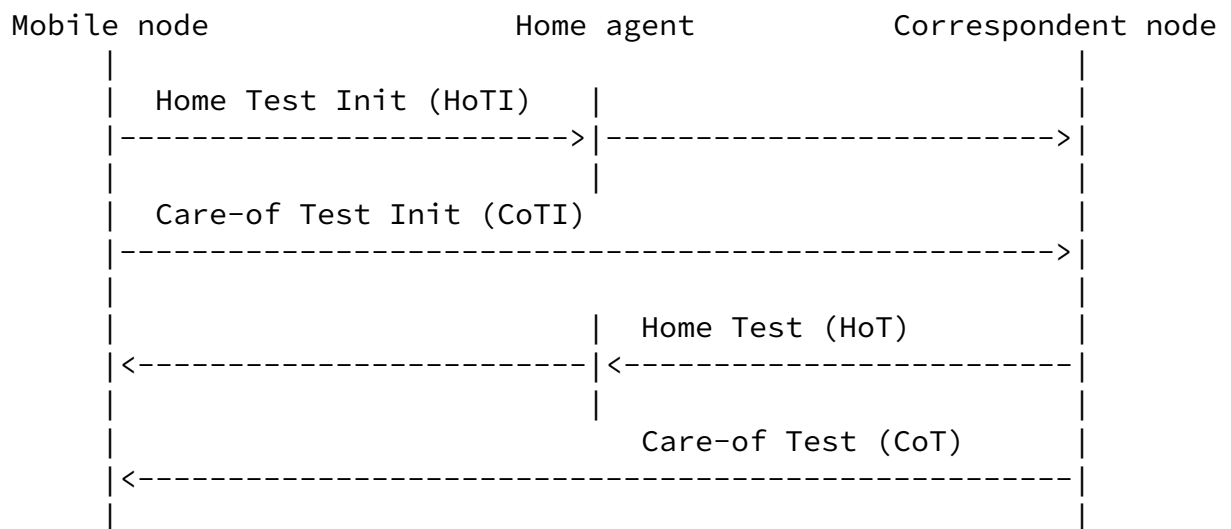 Mobile node Home agent Correspondent node
Home Test Init (HoTI)
Care-of Test Init (CoTI)
Home Test (HoT)
Care-of Test (CoT)